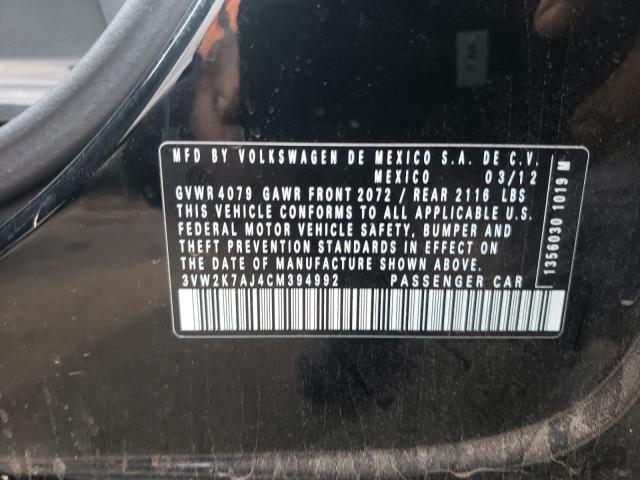 MFD BY VOLKSWAGEN DE MEXICO S.A. DE C.V.
MEXICO 03/12
GVWR 4079 GAWR FRONT 2072 / REAR 2116 LBS
THIS VEHICLE CONFORMS TO ALL APPLICABLE U.S.
FEDERAL MOTOR VEHICLE SAFETY, BUMPER AND
THEFT PREVENTION STANDARDS IN EFFECT ON THE
DATE OF MANUFACTURE SHOWN ABOVE.
3VW2K7AJ4CM394992 PASSENGER CAR
1356030 1019 M